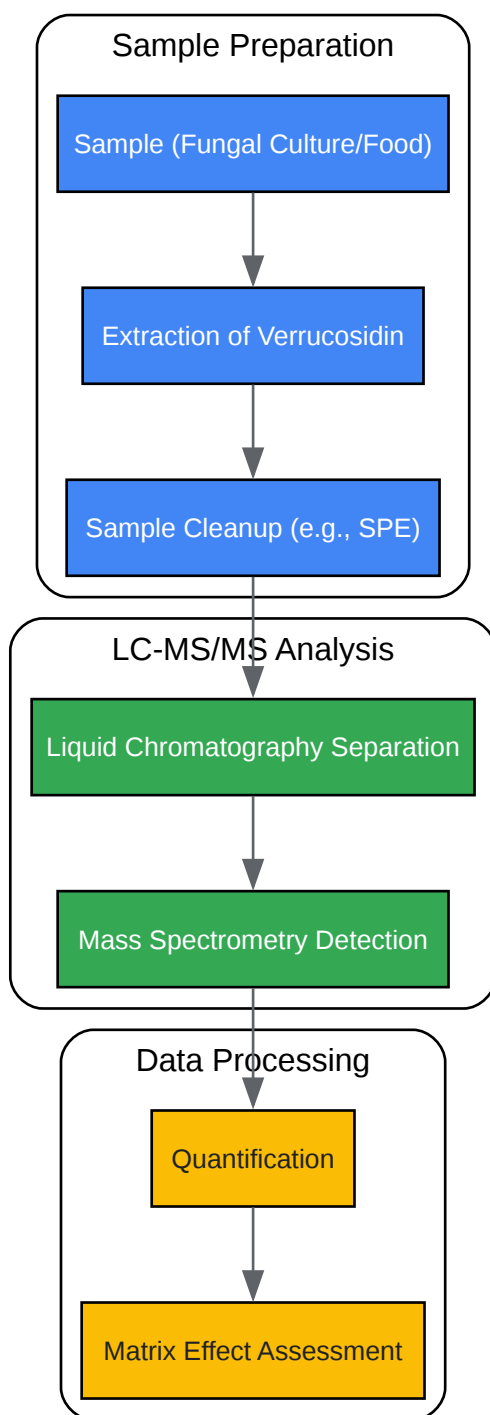 Sample Preparation
Sample (Fungal Culture/Food)
Extraction of Verrucosidin
Sample Cleanup (e.g., SPE)
LC-MS/MS Analysis
Liquid Chromatography Separation
Mass Spectrometry Detection
Data Processing
Quantification
Matrix Effect Assessment